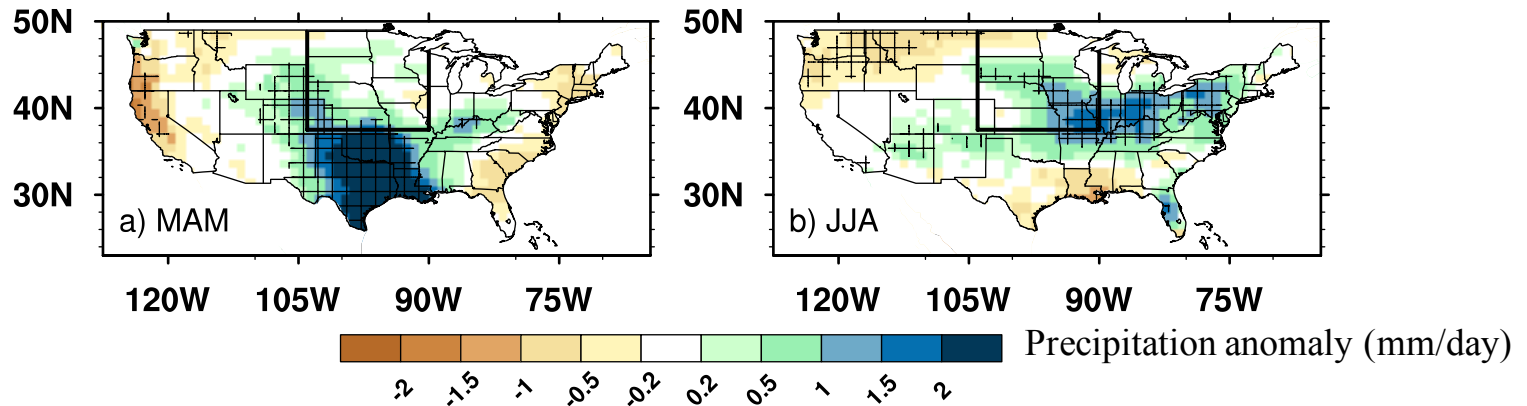 50N 50N
40N 40N
30N 30N
a) MAM b) JJA
120W 105W 90W 75W 120W 105W 90W 75W
Precipitation anomaly (mm/day)
-2 -1.5 -1 -0.5 -0.2 0.2 0.5 1 1.5 2